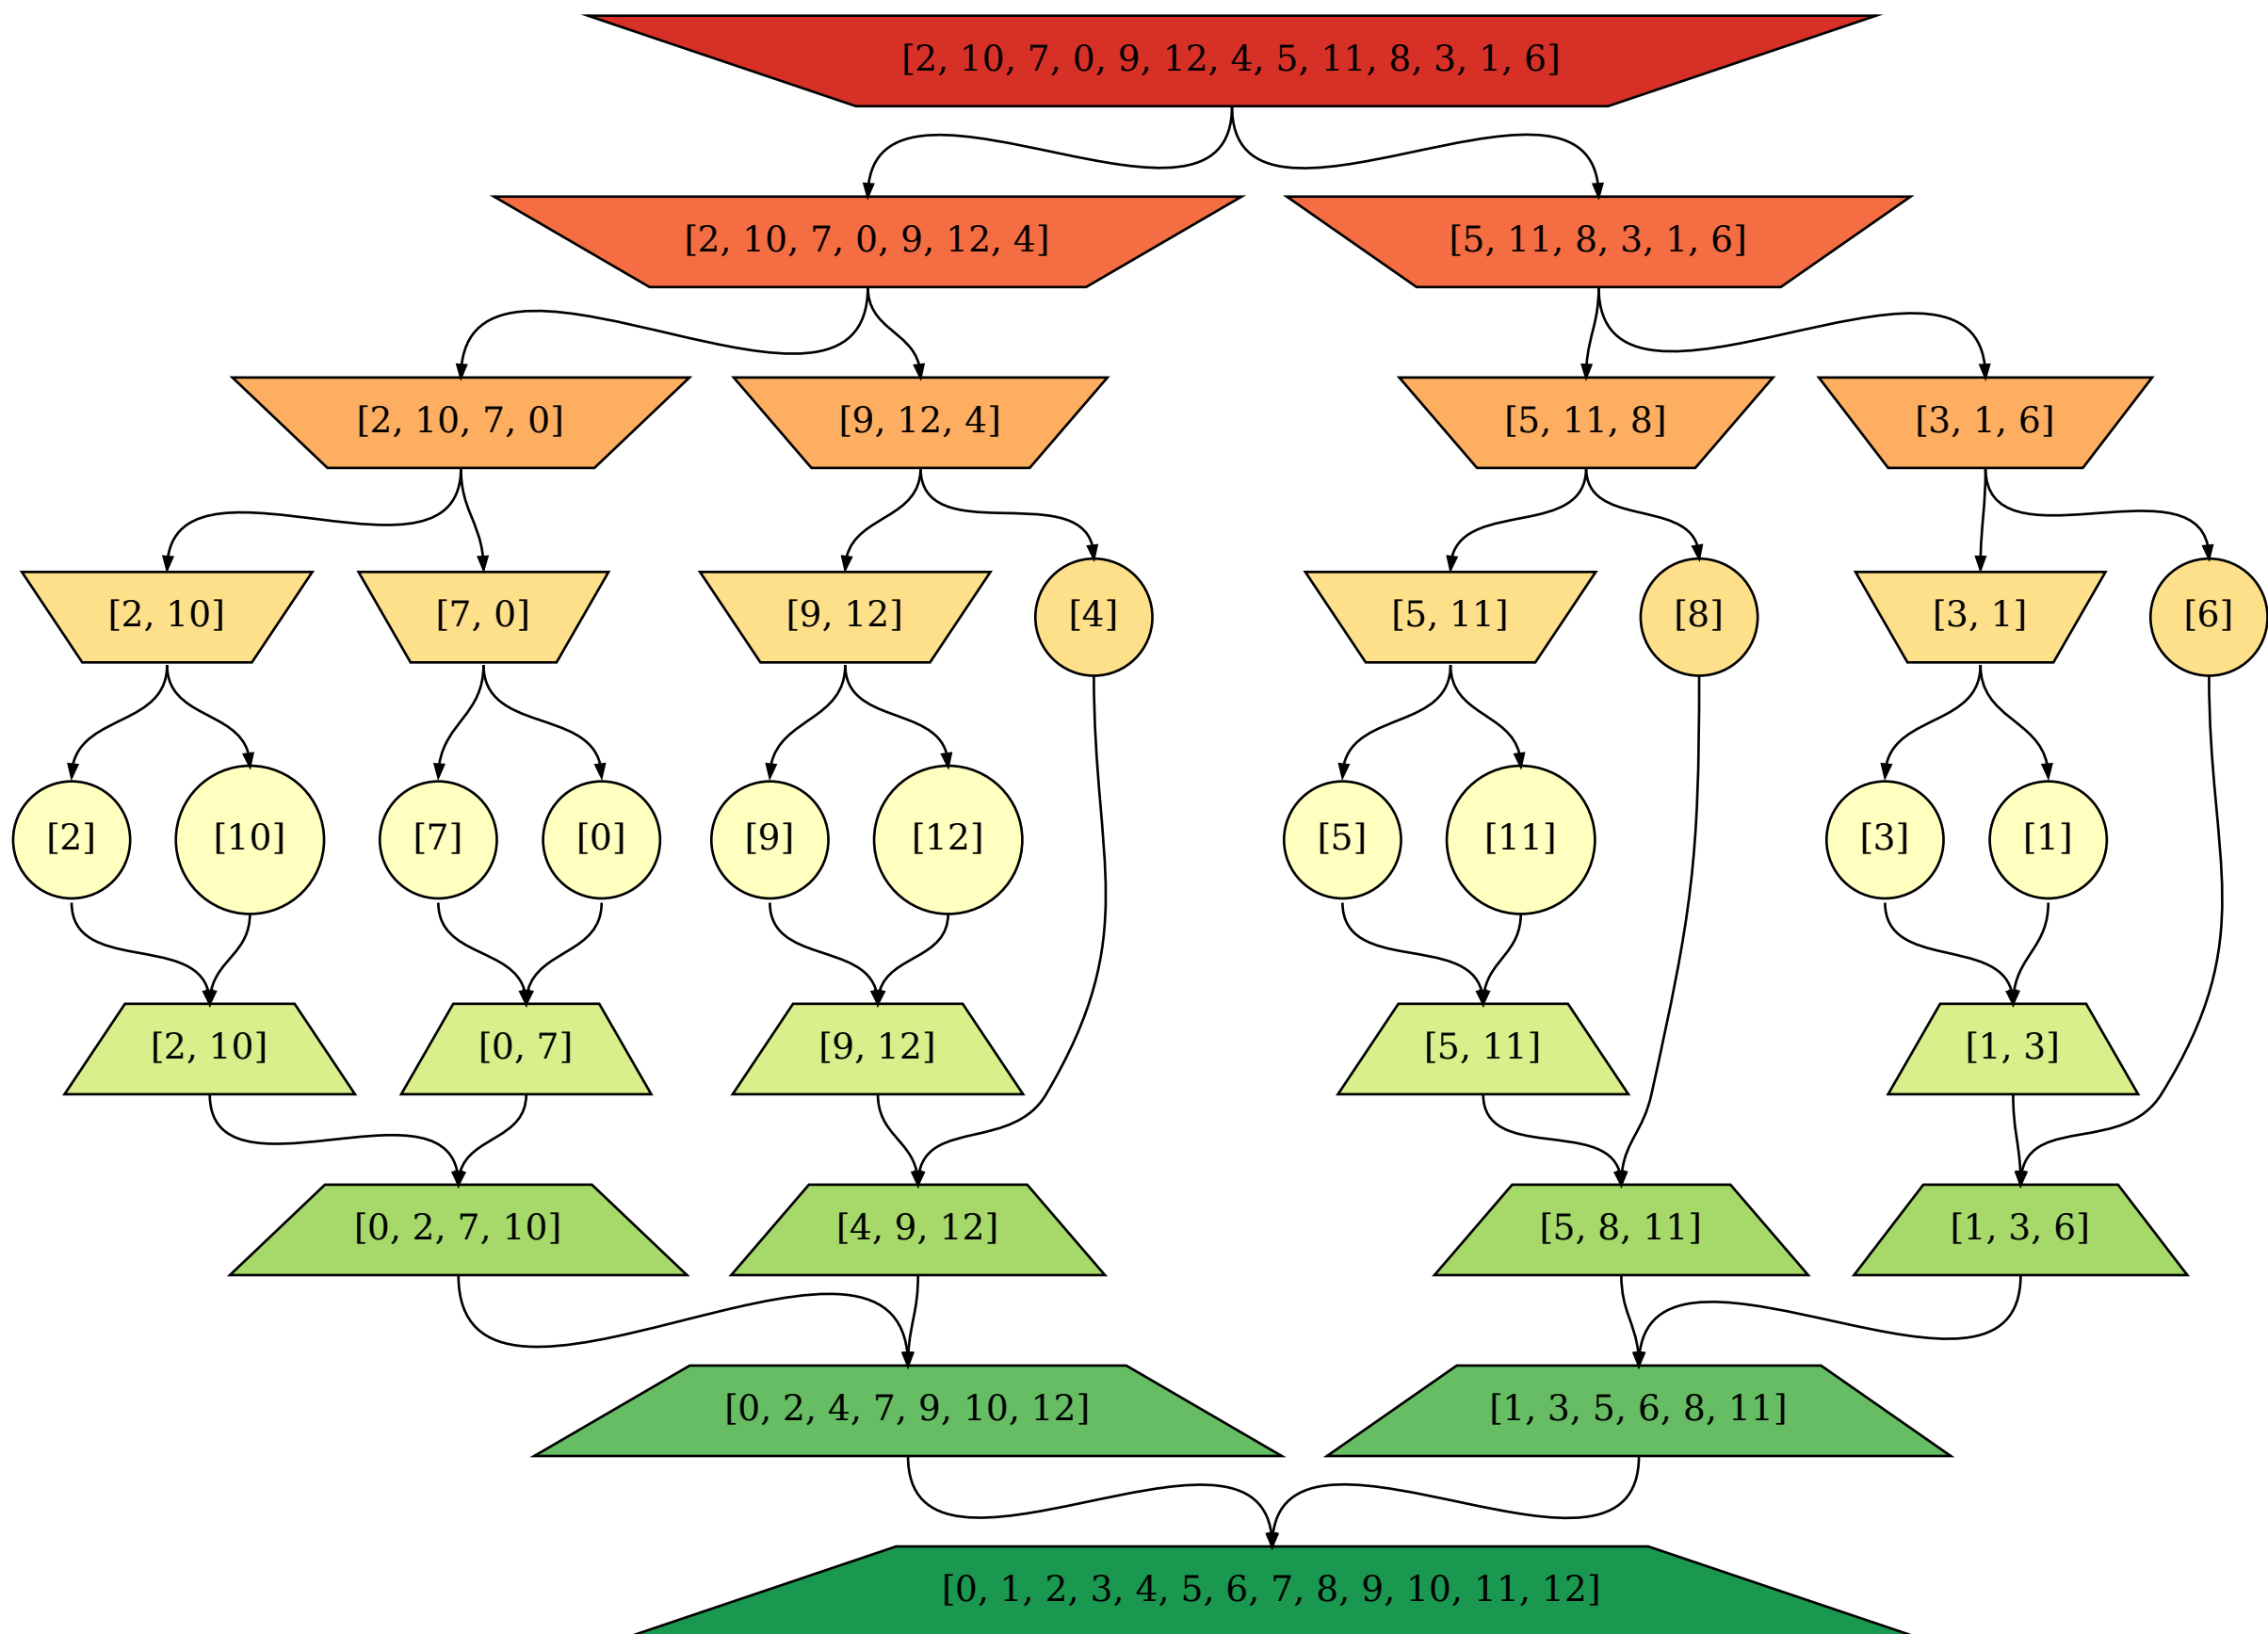 [2, 10, 7, 0, 9, 12, 4, 5, 11, 8, 3, 1, 6]
[2, 10, 7, 0, 9, 12, 4]
[5, 11, 8, 3, 1, 6]
[2, 10, 7, 0]
[9, 12, 4]
[5, 11, 8]
[3, 1, 6]
[2, 10]
[7, 0]
[9, 12]
[4]
[5, 11]
[8]
[3, 1]
[6]
[2]
[10]
[7]
[0]
[9]
[12]
[5]
[11]
[3]
[1]
[2, 10]
[0, 7]
[9, 12]
[5, 11]
[1, 3]
[0, 2, 7, 10]
[4, 9, 12]
[5, 8, 11]
[1, 3, 6]
[0, 2, 4, 7, 9, 10, 12]
[1, 3, 5, 6, 8, 11]
[0, 1, 2, 3, 4, 5, 6, 7, 8, 9, 10, 11, 12]